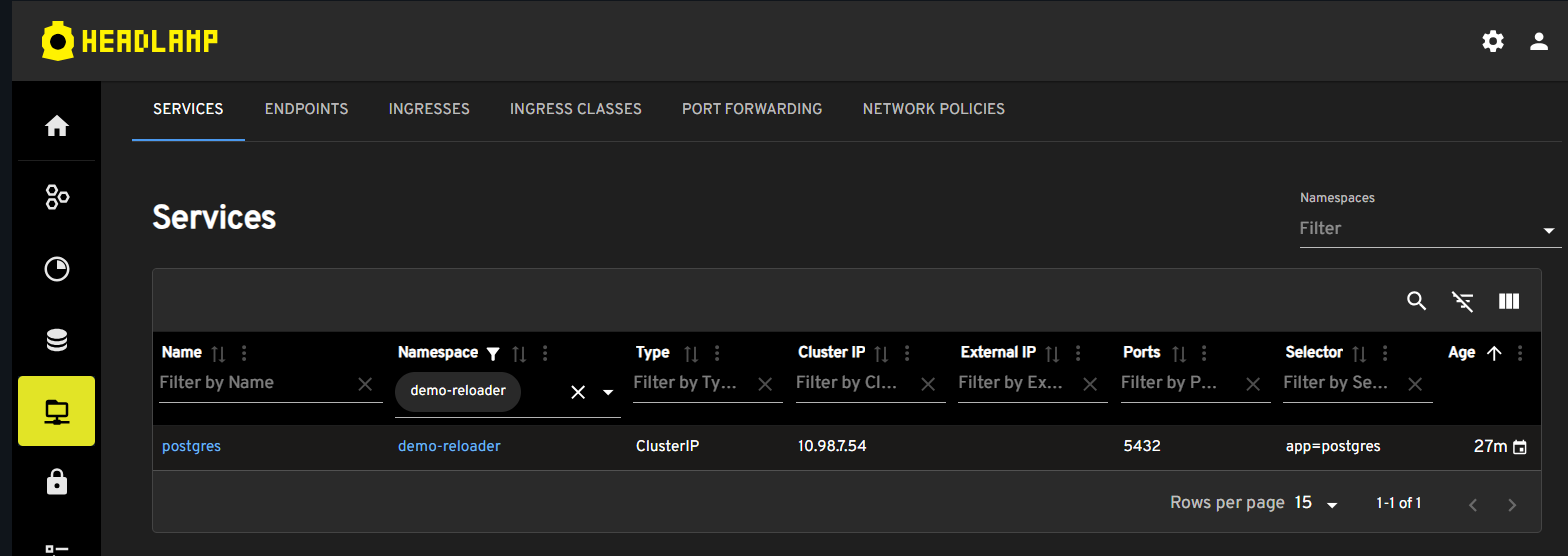 HEADLAMP
SERVICES ENDPOINTS INGRESSES INGRESS CLASSES PORT FORWARDING NETWORK POLICIES
Services
Namespaces
Filter
Name Namespace Type Cluster IP External IP Ports Selector Age
Filter by Name demo-reloader Filter by Ty... Filter by Cl... Filter by Ex... Filter by P... Filter by Se...
postgres demo-reloader ClusterIP 10.98.7.54 5432 app=postgres 27m
Rows per page 15 1-1 of 1